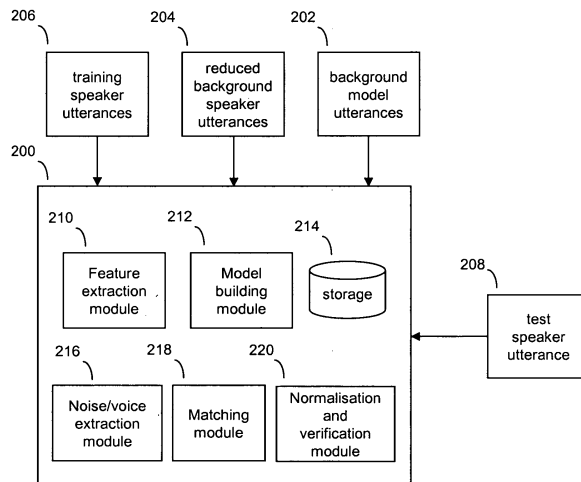 206
204
202
training
speaker
utterances
reduced
background
speaker
utterances
background
model
utterances
200
210
212
214
Feature
extraction
module
Model
building
module
storage
208
test
speaker
utterance
216
218
220
Noise/voice
extraction
module
Matching
module
Normalisation
and
verification
module